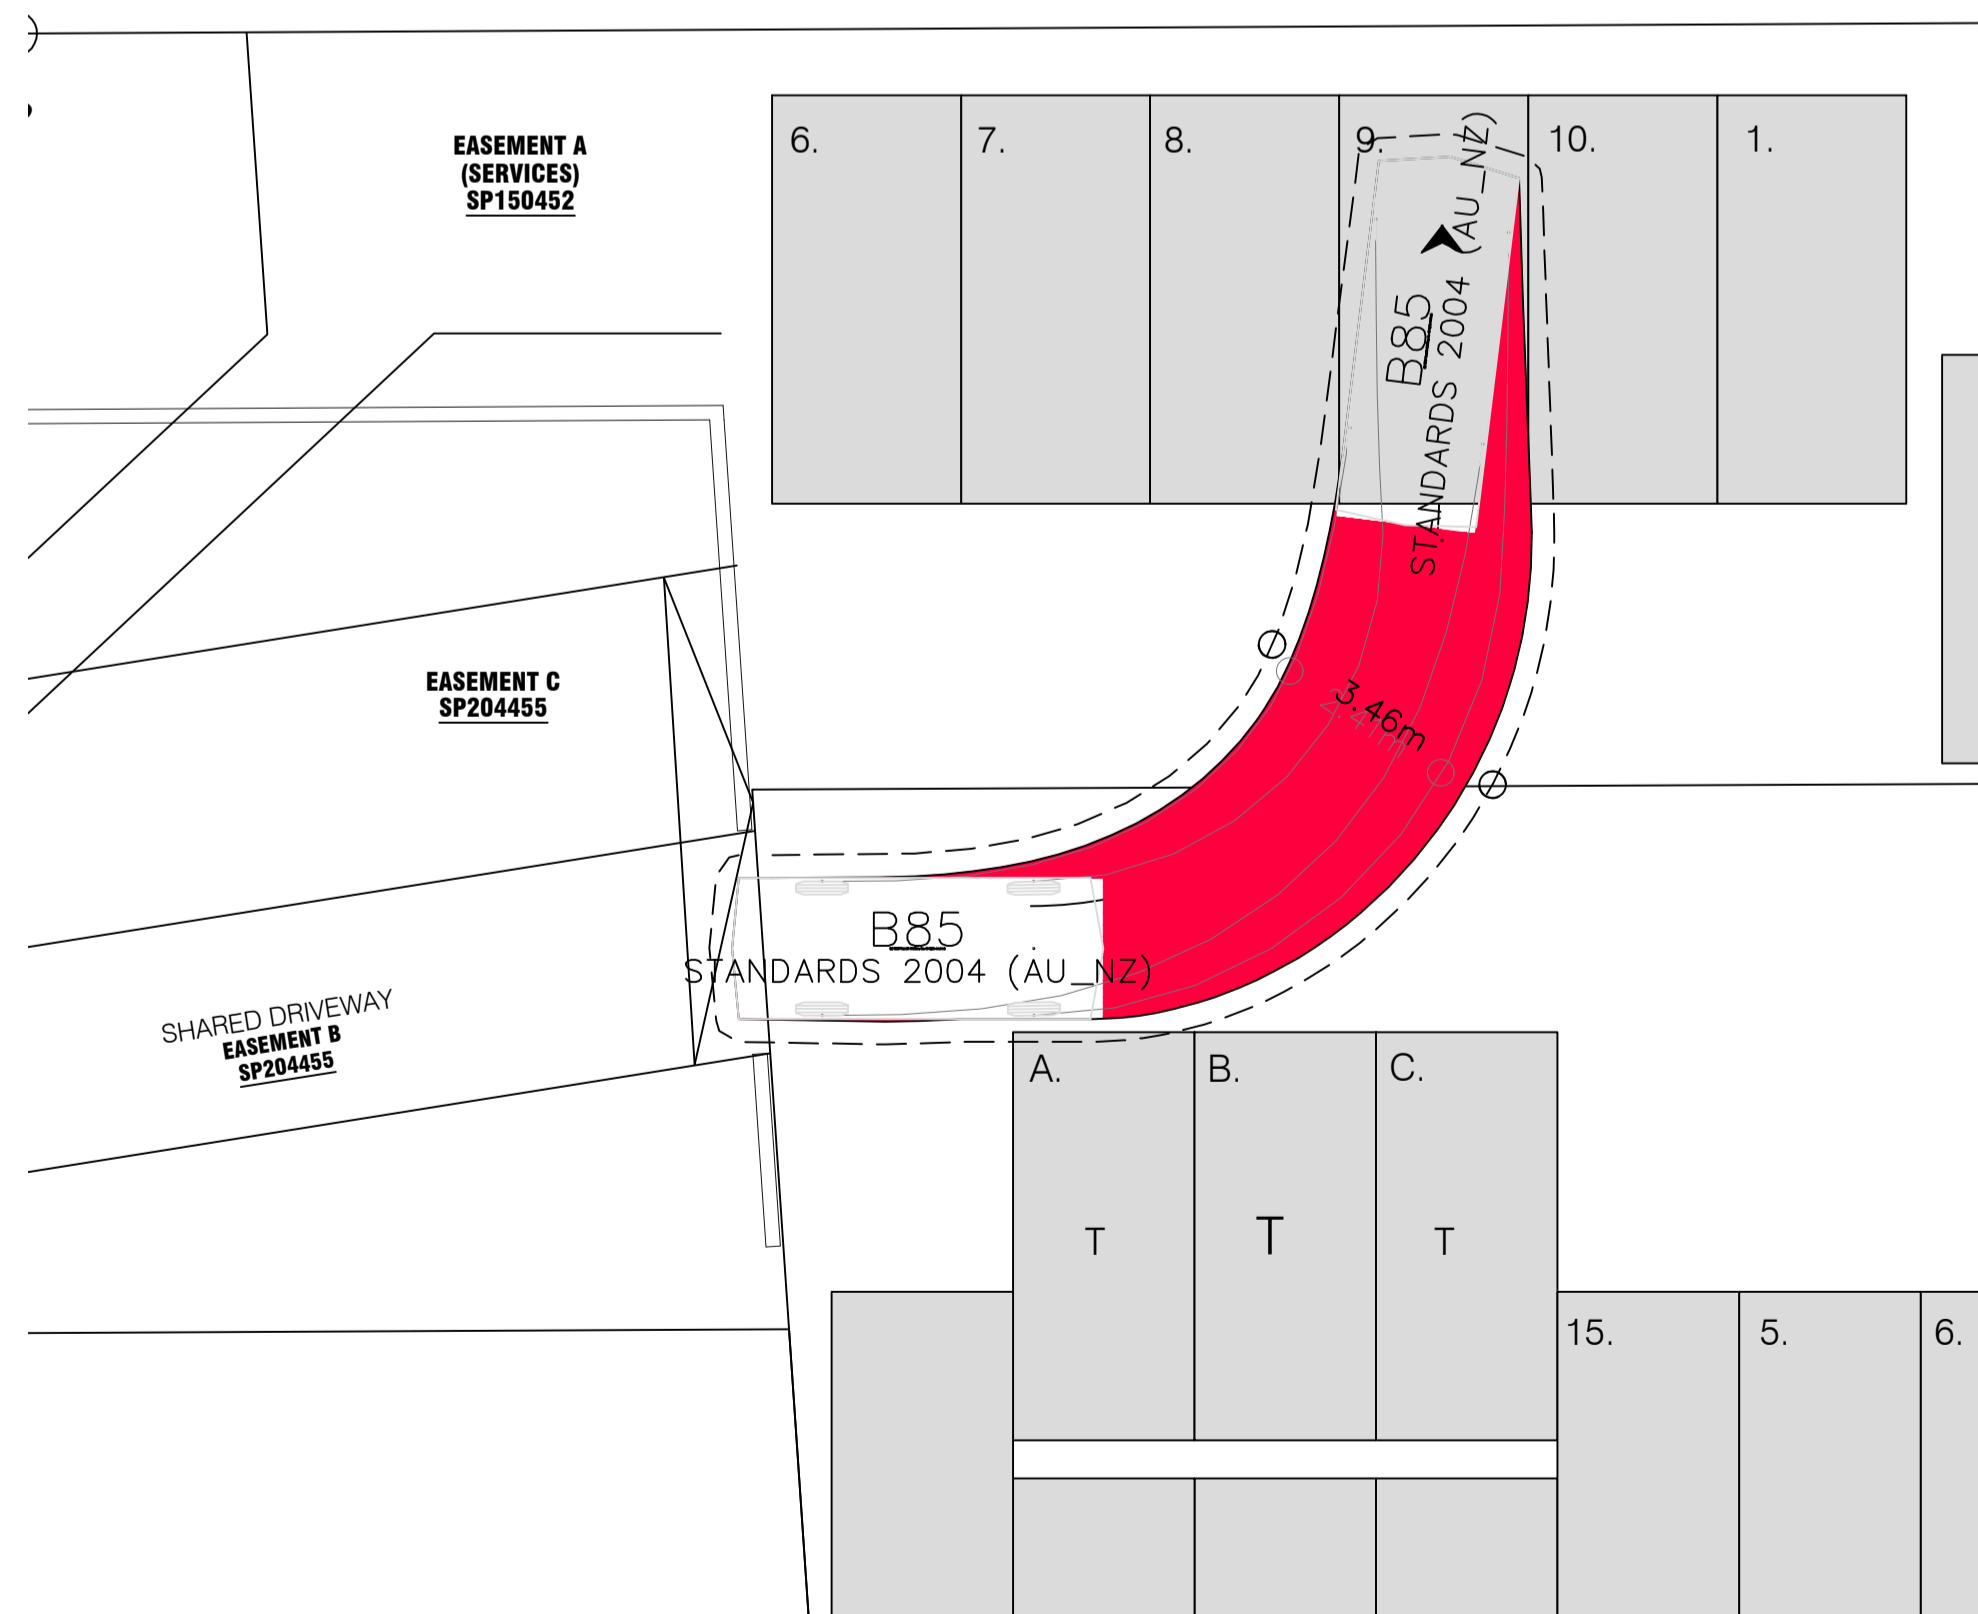 EASEMENT A
(SERVICES)
SP150452
6.
7.
8.
9.
10.
1.
B85
STANDARDS 2004 (AU_NZ)
EASEMENT C
SP204455
3.46m
B85
STANDARDS 2004 (AU_NZ)
SHARED DRIVEWAY
EASEMENT B
SP204455
A.
B.
C.
T
T
T
15.
5.
6.